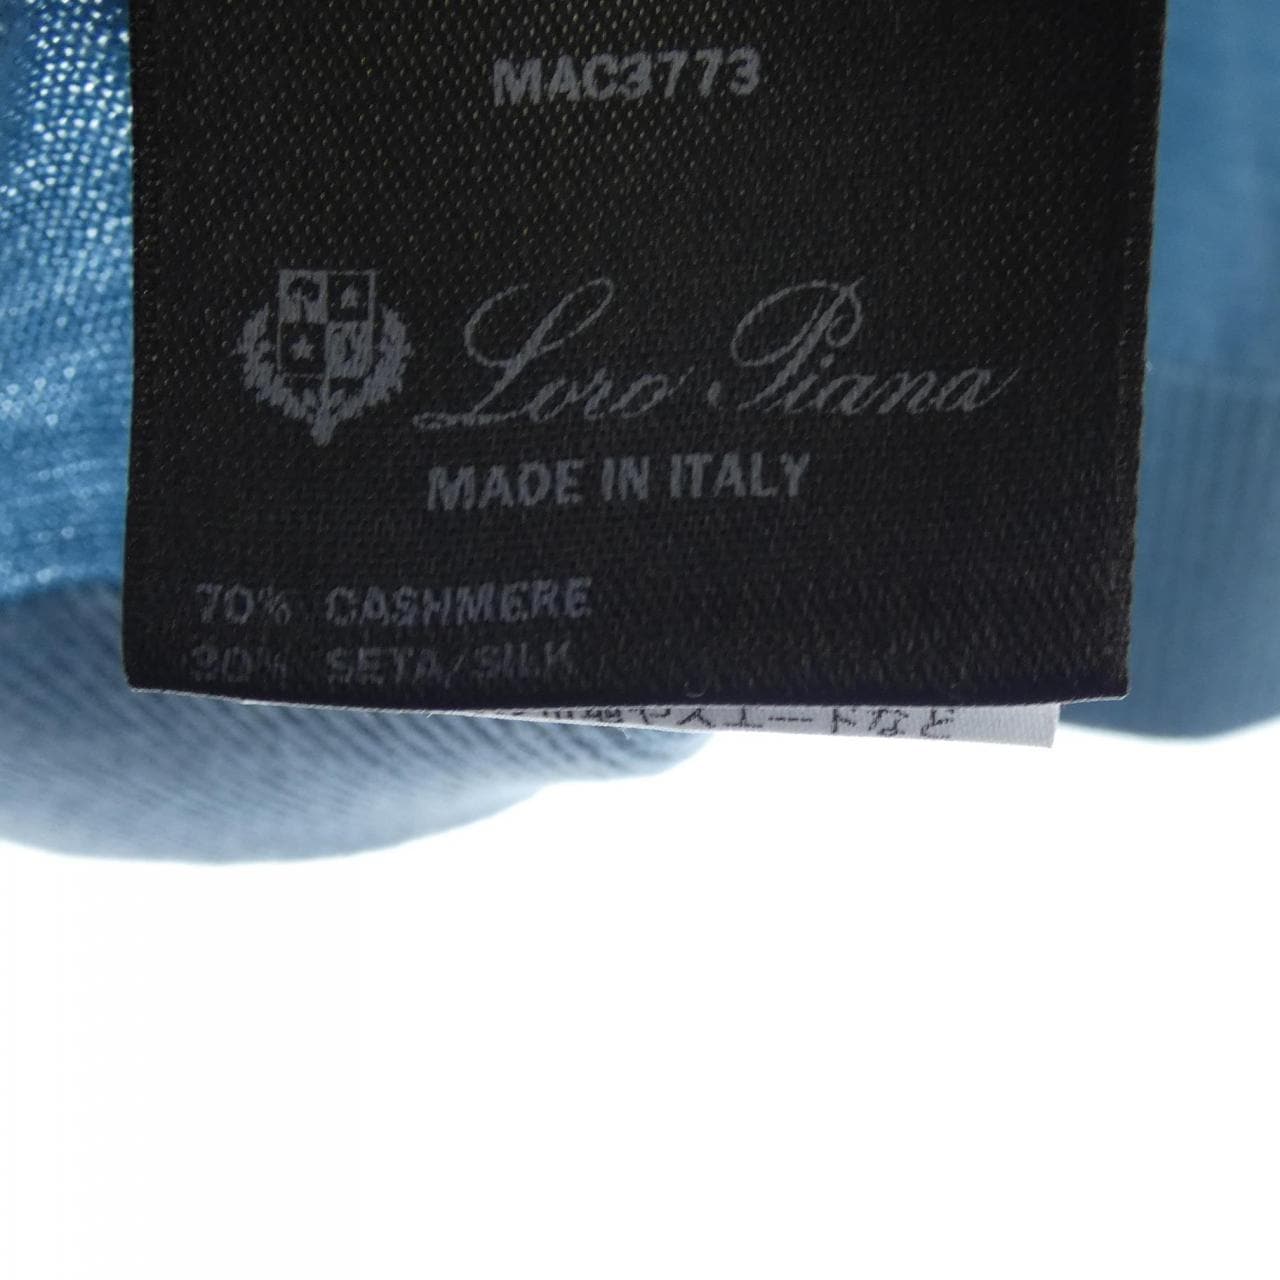 MAC3773
Loro Piana
MADE IN ITALY
70% CASHMERE
30% SETA/SILK